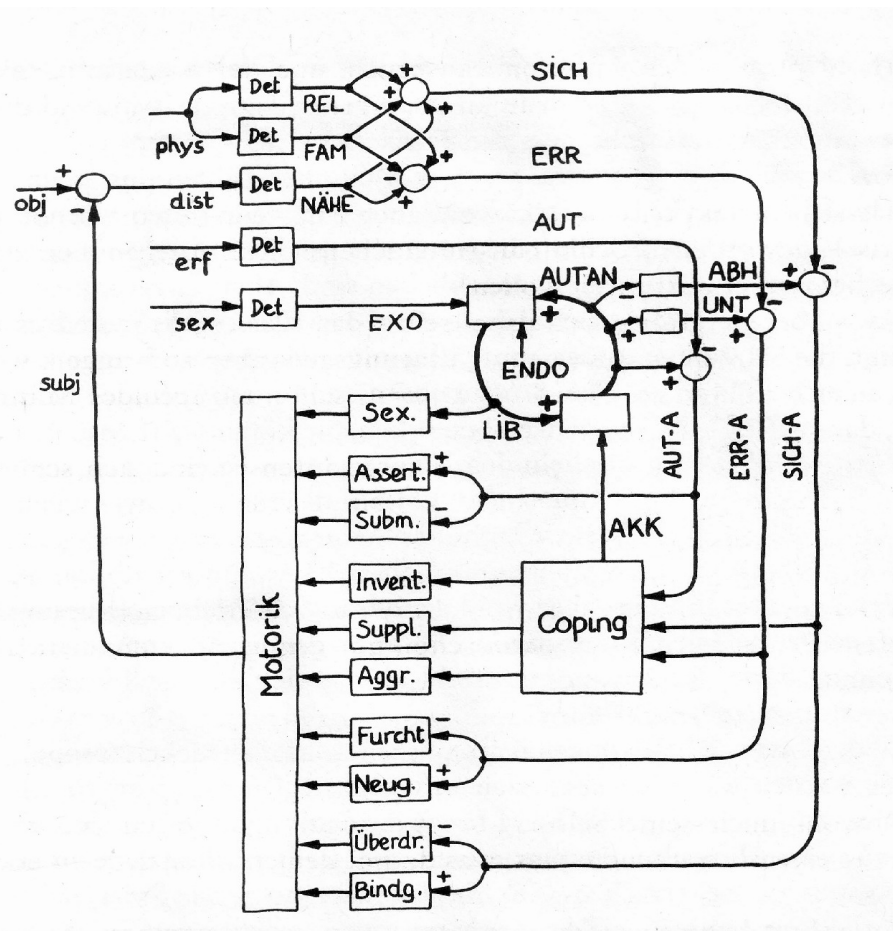 SICH
Det
REL
phys
Det
FAM
ERR
obj
dist
Det
NÄHE
AUT
erf
Det
AUTAN
ABH
UNT
sex
Det
EXO
ENDO
subj
Sex.
LIB
AUT-A
ERR-A
SICH-A
Assert.
Subm.
AKK
Motorik
Invent.
Suppl.
Aggr.
Coping
Furcht
Neug.
Überdr.
Bindg.